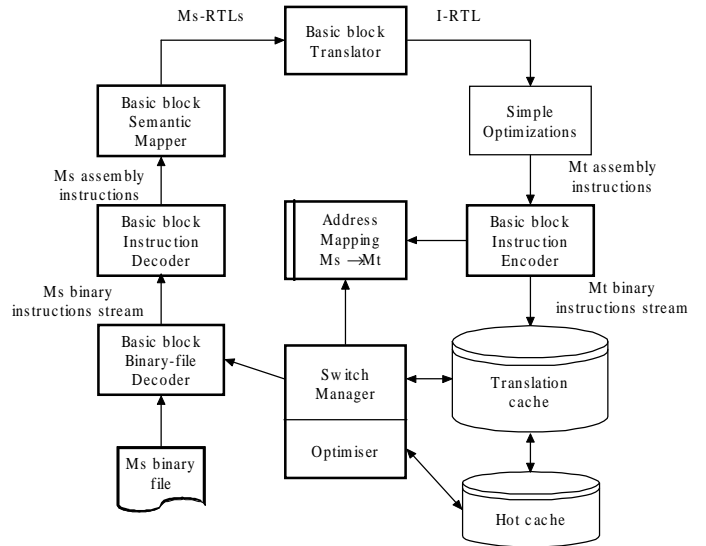 Ms-RTLs
Basic block
Translator
I-RTL
Basic block
Semantic
Mapper
Simple
Optimizations
Ms assembly
instructions
Mt assembly
instructions
Basic block
Instruction
Decoder
Address
Mapping
Ms →Mt
Basic block
Instruction
Encoder
Ms binary
instructions stream
Mt binary
instructions stream
Basic block
Binary-file
Decoder
Switch
Manager
Translation
cache
Optimiser
Ms binary
file
Hot cache